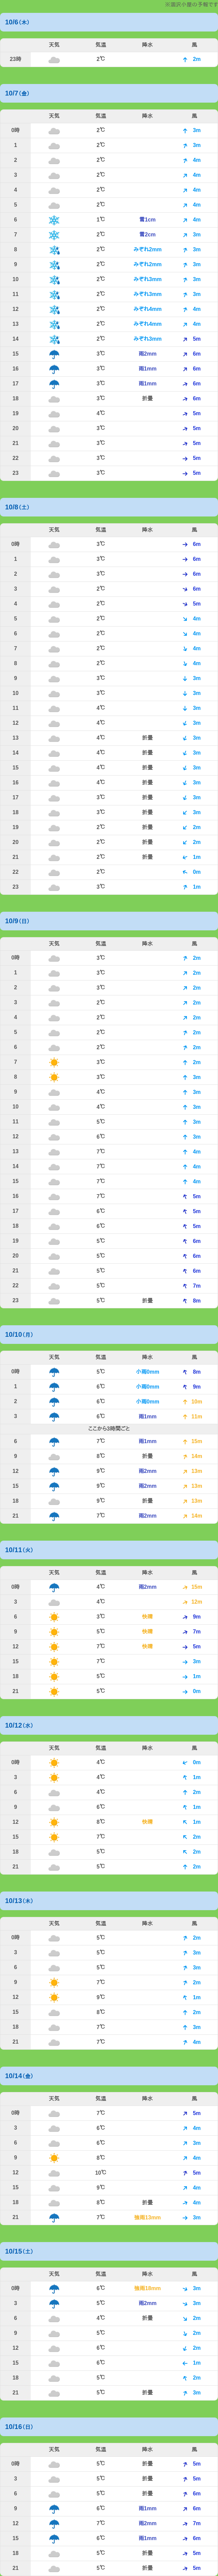 10/6(木)
天気 気温 降水 風
23時 2℃ 2m
10/7(金)
天気 気温 降水 風
0時 2℃ 3m
1 2℃ 3m
2 2℃ 4m
3 2℃ 4m
4 2℃ 4m
5 2℃ 4m
6 1℃ 雪1cm 4m
7 2℃ 雪2cm 3m
8 2℃ みぞれ2mm 3m
9 2℃ みぞれ2mm 3m
10 2℃ みぞれ3mm 3m
11 2℃ みぞれ3mm 4m
12 2℃ みぞれ4mm 4m
13 2℃ みぞれ4mm 4m
14 2℃ みぞれ3mm 5m
15 3℃ 雨2mm 6m
16 3℃ 雨1mm 6m
17 3℃ 雨1mm 6m
18 3℃ 折畳 6m
19 4℃ 5m
20 3℃ 5m
21 3℃ 5m
22 3℃ 5m
23 3℃ 5m
10/8(土)
天気 気温 降水 風
0時 3℃ 6m
1 3℃ 6m
2 3℃ 6m
3 2℃ 6m
4 2℃ 5m
5 2℃ 4m
6 2℃ 4m
7 2℃ 4m
8 2℃ 4m
9 3℃ 3m
10 3℃ 3m
11 4℃ 3m
12 4℃ 3m
13 4℃ 折畳 3m
14 4℃ 折畳 3m
15 4℃ 折畳 3m
16 4℃ 折畳 3m
17 3℃ 折畳 3m
18 3℃ 折畳 3m
19 2℃ 折畳 2m
20 2℃ 折畳 2m
21 2℃ 折畳 1m
22 2℃ 0m
23 3℃ 1m
10/9(日)
天気 気温 降水 風
0時 3℃ 2m
1 3℃ 2m
2 3℃ 2m
3 2℃ 2m
4 2℃ 2m
5 2℃ 2m
6 2℃ 2m
7 3℃ 2m
8 3℃ 3m
9 4℃ 3m
10 4℃ 3m
11 5℃ 3m
12 6℃ 3m
13 7℃ 4m
14 7℃ 4m
15 7℃ 4m
16 7℃ 5m
17 6℃ 5m
18 6℃ 5m
19 5℃ 6m
20 5℃ 6m
21 5℃ 6m
22 5℃ 7m
23 5℃ 折畳 8m
10/10(月)
天気 気温 降水 風
0時 5℃ 小雨0mm 8m
1 6℃ 小雨0mm 9m
2 6℃ 小雨0mm 10m
3 6℃ 雨1mm 11m
ここから3時間ごと
6 7℃ 雨1mm 15m
9 8℃ 折畳 14m
12 9℃ 雨2mm 13m
15 9℃ 雨2mm 13m
18 9℃ 折畳 13m
21 7℃ 雨2mm 14m
10/11(火)
天気 気温 降水 風
0時 4℃ 雨2mm 15m
3 4℃ 12m
6 3℃ 快晴 9m
9 5℃ 快晴 7m
12 7℃ 快晴 5m
15 7℃ 3m
18 5℃ 1m
21 5℃ 0m
10/12(水)
天気 気温 降水 風
0時 4℃ 0m
3 4℃ 1m
6 4℃ 2m
9 6℃ 1m
12 8℃ 快晴 1m
15 7℃ 2m
18 5℃ 2m
21 5℃ 2m
10/13(木)
天気 気温 降水 風
0時 5℃ 2m
3 5℃ 3m
6 5℃ 3m
9 7℃ 2m
12 9℃ 1m
15 8℃ 2m
18 7℃ 3m
21 7℃ 4m
10/14(金)
天気 気温 降水 風
0時 7℃ 5m
3 6℃ 4m
6 6℃ 3m
9 8℃ 4m
12 10℃ 5m
15 9℃ 4m
18 8℃ 折畳 4m
21 7℃ 強雨13mm 3m
10/15(土)
天気 気温 降水 風
0時 6℃ 強雨10mm 3m
3 5℃ 雨2mm 3m
6 4℃ 折畳 2m
9 5℃ 2m
12 6℃ 2m
15 6℃ 1m
18 5℃ 2m
21 5℃ 折畳 3m
10/16(日)
天気 気温 降水 風
0時 5℃ 折畳 5m
3 5℃ 折畳 5m
6 5℃ 折畳 6m
9 6℃ 雨1mm 6m
12 7℃ 雨2mm 7m
15 6℃ 雨1mm 6m
18 5℃ 折畳 5m
21 5℃ 折畳 5m